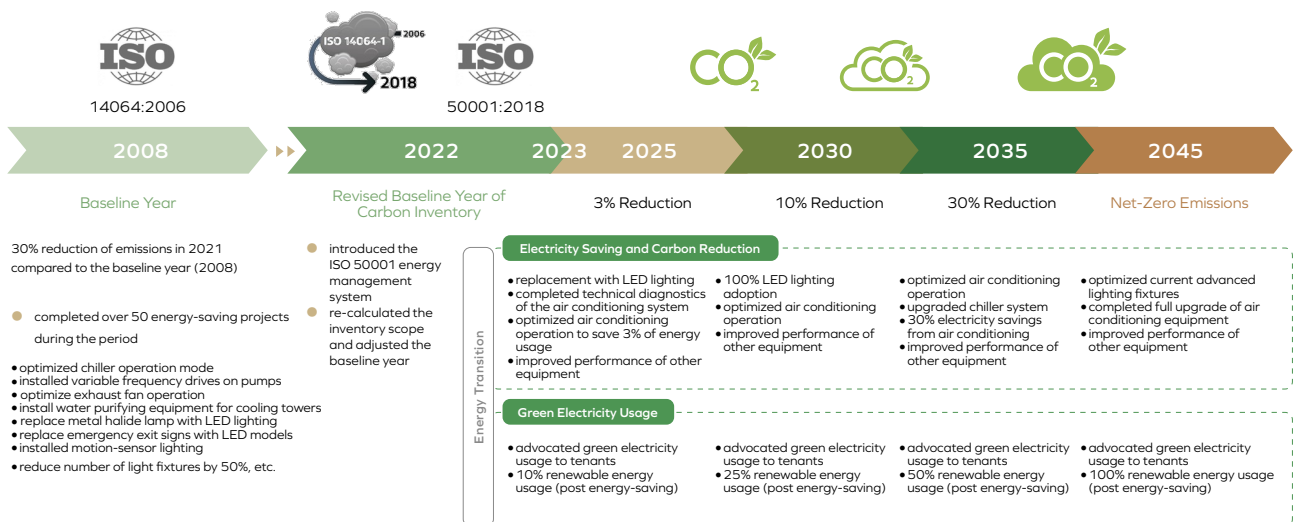 ISO
14064:2006
ISO 14064-1
2006
2018
ISO
50001:2018
CO2
CO2
CO2
2008
2022
2023
2025
2030
2035
2045
Baseline Year
Revised Baseline Year of
Carbon Inventory
3% Reduction
10% Reduction
30% Reduction
Net-Zero Emissions
30% reduction of emissions in 2021
compared to the baseline year (2008)
completed over 50 energy-saving projects
during the period
• optimized chiller operation mode
• installed variable frequency drives on pumps
• optimize exhaust fan operation
• install water purifying equipment for cooling towers
• replace metal halide lamp with LED lighting
• replace emergency exit signs with LED models
• installed motion-sensor lighting
• reduce number of light fixtures by 50%, etc.
introduced the
ISO 50001 energy
management
system
re-calculated the
inventory scope
and adjusted the
baseline year
Energy Transition
Electricity Saving and Carbon Reduction
• replacement with LED lighting
• completed technical diagnostics
of the air conditioning system
• optimized air conditioning
operation to save 3% of energy
usage
• improved performance of other
equipment
• 100% LED lighting
adoption
• optimized air conditioning
operation
• improved performance of
other equipment
• optimized air conditioning
operation
• upgraded chiller system
• 30% electricity savings
from air conditioning
• improved performance of
other equipment
• optimized current advanced
lighting fixtures
• completed full upgrade of air
conditioning equipment
• improved performance of
other equipment
Green Electricity Usage
• advocated green electricity
usage to tenants
• 10% renewable energy
usage (post energy-saving)
• advocated green electricity
usage to tenants
• 25% renewable energy
usage (post energy-saving)
• advocated green electricity
usage to tenants
• 50% renewable energy
usage (post energy-saving)
• advocated green electricity
usage to tenants
• 100% renewable energy usage
(post energy-saving)